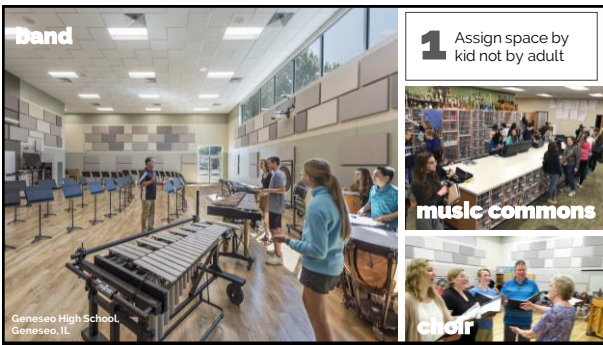 band
1
Assign space by
kid not by adult
music commons
choir
Geneseo High School,
Geneseo, IL